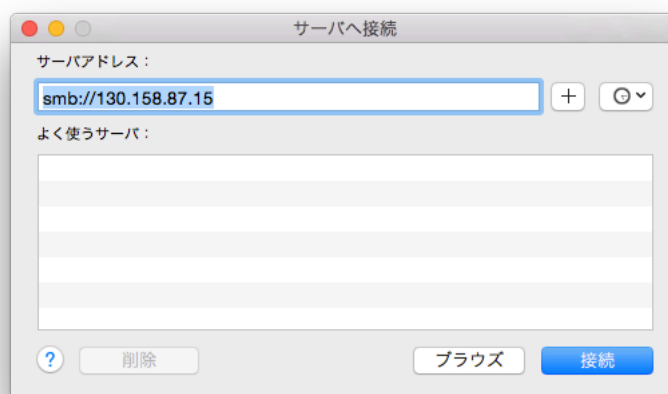 サーバへ接続
サーバアドレス：
smb://130.158.87.15
よく使うサーバ：
? 削除 ブラウズ 接続